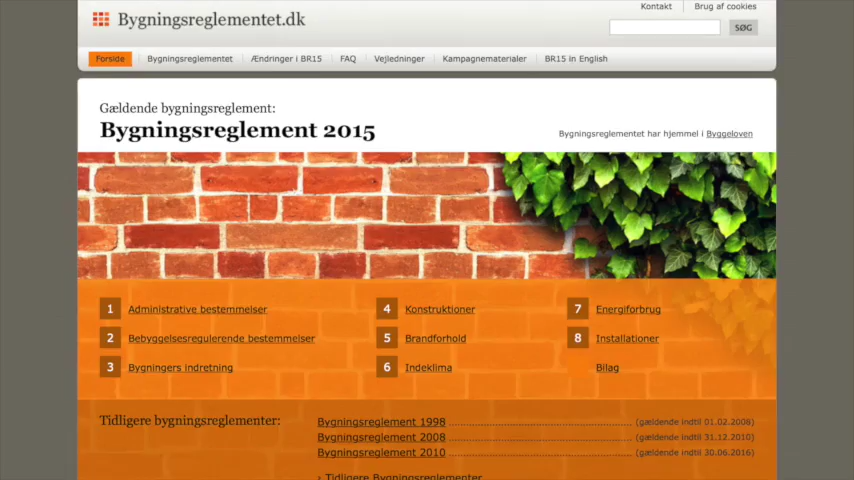 Kontakt
Brug af cookies
Bygningsreglementet.dk
SØG
Forside
Bygningsreglementet
Ændringer i BR15
FAQ
Vejledninger
Kampagnematerialer
BR15 in English
Gældende bygningsreglement:
Bygningsreglement 2015
Bygningsreglementet har hjemmel i Byggeloven
1 Administrative bestemmelser
2 Bebyggelsesregulerende bestemmelser
3 Bygningers indretning
4 Konstruktioner
5 Brandforhold
6 Indeklima
7 Energiforbrug
8 Installationer
Bilag
Tidligere bygningsreglementer:
Bygningsreglement 1998 (gældende indtil 01.02.2008)
Bygningsreglement 2008 (gældende indtil 31.12.2010)
Bygningsreglement 2010 (gældende indtil 30.06.2016)
› Tidligere Bygningsreglementer